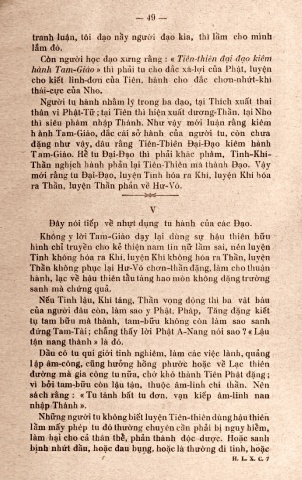 — 49 —
tranh luận, tôi đạo nầy người đạo kia, thì lầm cho mình
lắm đó.
Còn người học đạo xưng rằng : « Tiên-thiên đại đạo kiêm
hành Tam-Giáo » thì phải tu cho đắc xá-lợi của Phật, luyện
cho kiết linh-đơn của Tiên, hành cho đắc chơn-nhứt-khí
thái-cực của Nho.
Người tu hành nhằm lý trong ba đạo, tại Thích xuất thai
thân vi Phật-Tử ; tại Tiên thì hiện xuất dương-Thần, tại Nho
thì siêu phàm nhập Thánh. Như vậy mới luận rằng kiêm
hành Tam-Giáo, đắc cái sở hành của người tu, còn chưa
đặng như vậy, dâu rằng Tiên-Thiên Đại-Đạo kiêm hành
Tam-Giáo. Hễ tu Đại-Đạo thì phải khác phàm, Tinh-Khí-
Thần nghịch hành phản lại Tiên-Thiên mà thành Đạo. Vậy
mới rằng tu Đại-Đạo, luyện Tinh hóa ra Khí, luyện Khí hóa
ra Thần, luyện Thần phản về Hư-Vô.
V
Đây nói tiếp về nhựt dụng tu hành của các Đạo.
Không y lời Tam-Giáo dạy lại dùng sự hậu thiên hữu
hình chỉ truyền cho kẻ thiện nam tín nữ lầm sai, nên luyện
Tinh không hóa ra Khí, luyện Khí không hóa ra Thần, luyện
Thần không phục lại Hư-Vô chơn-thần đặng, làm cho thuận
hành, lạc về hậu thiên tẩu táng hao mòn không đặng trường
sanh mà chứng quả.
Nếu Tinh lậu, Khí táng, Thần vọng động thì ba vật báu
của người đâu còn, làm sao y Phật, Pháp, Tăng đặng kiết
tụ tam bửu mà thành, tam-bửu không còn làm sao sanh
đứng Tam-Tài ; chẳng thấy lời Phật A-Nang nói sao ? « Lậu
tận nang thành » là đó.
Dầu có tu qui giới tinh nghiêm, làm các việc lành, quảng
lập âm-công, cũng hưởng hồng phước hoặc về Lạc thiên
đường mà gia công tu nữa, chớ khó thành Tiên Phật đặng ;
vì bởi tam-bửu còn lậu tận, thuộc âm-linh chi thần. Nên
sách rằng : « Tu tánh bất tu đơn, vạn kiếp âm-linh nan
nhập Thánh ».
Những người tu không biết luyện Tiên-thiên dùng hậu thiên
lầm mấy phép tu đó thường chuyên cần phải bị nguy hiểm,
làm hại cho cả thân thể, phản thành độc dược. Hoặc sanh
bịnh nhứt đầu, hoặc đau bụng, hoặc là thường di tinh, hoặc
H. L. X. C. 7